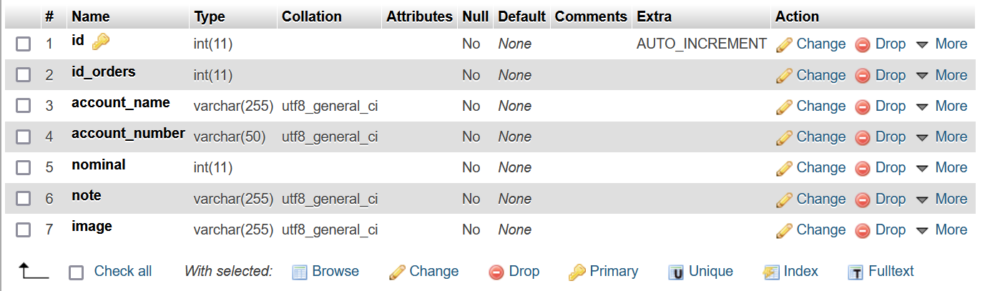 # Name Type Collation Attributes Null Default Comments Extra Action
1 id int(11) No None AUTO_INCREMENT Change Drop More
2 id_orders int(11) No None Change Drop More
3 account_name varchar(255) utf8_general_ci No None Change Drop More
4 account_number varchar(50) utf8_general_ci No None Change Drop More
5 nominal int(11) No None Change Drop More
6 note varchar(255) utf8_general_ci No None Change Drop More
7 image varchar(255) utf8_general_ci No None Change Drop More
Check all With selected: Browse Change Drop Primary Unique Index Fulltext